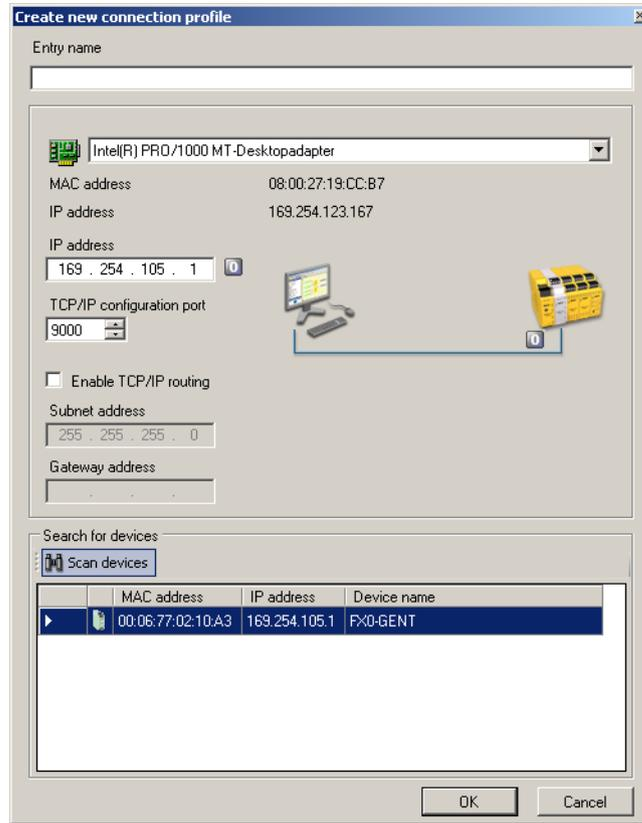 Create new connection profile
Entry name
Intel(R) PRO/1000 MT-Desktopadapter
MAC address 08:00:27:19:CC:B7
IP address 169.254.123.167
IP address
169 . 254 . 105 . 1 0
TCP/IP configuration port
9000
0
Enable TCP/IP routing
Subnet address
255 . 255 . 255 . 0
Gateway address
. . .
Search for devices
Scan devices
MAC address IP address Device name
00:06:77:02:10:A3 169.254.105.1 FX0-GENT
OK Cancel